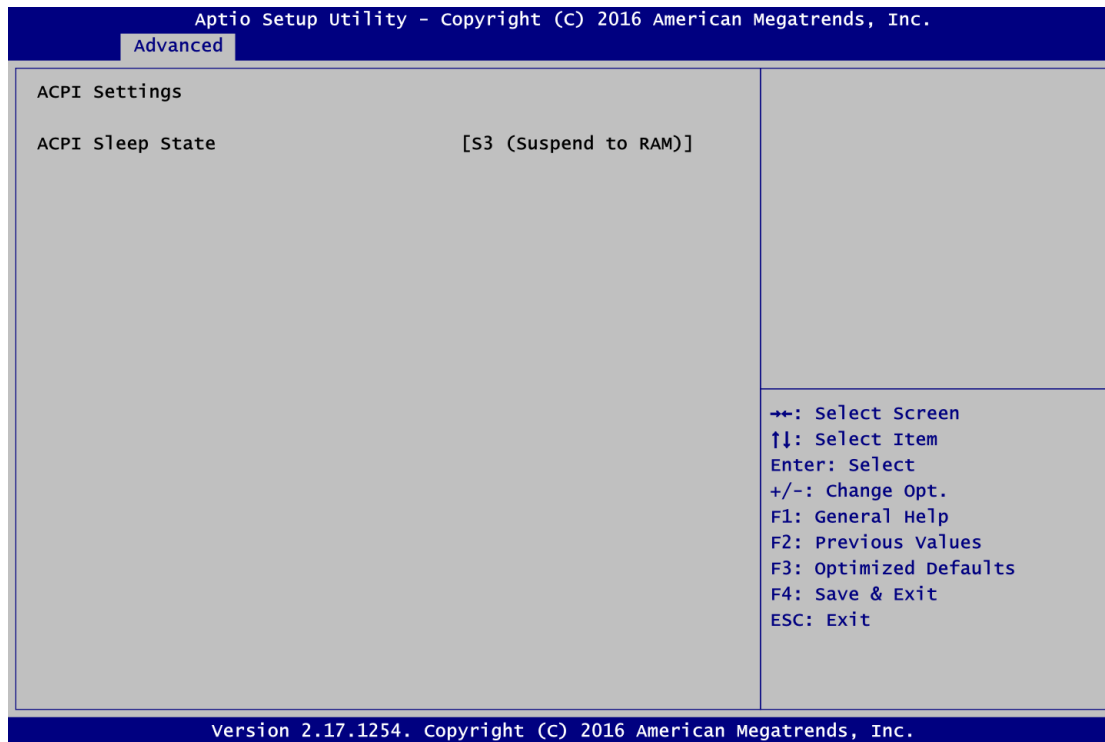 Aptio Setup Utility - Copyright (C) 2016 American Megatrends, Inc.
Advanced
ACPI Settings
ACPI Sleep State [S3 (Suspend to RAM)]
→←: Select Screen
↑↓: Select Item
Enter: Select
+/-: Change Opt.
F1: General Help
F2: Previous Values
F3: Optimized Defaults
F4: Save & Exit
ESC: Exit
Version 2.17.1254. Copyright (C) 2016 American Megatrends, Inc.